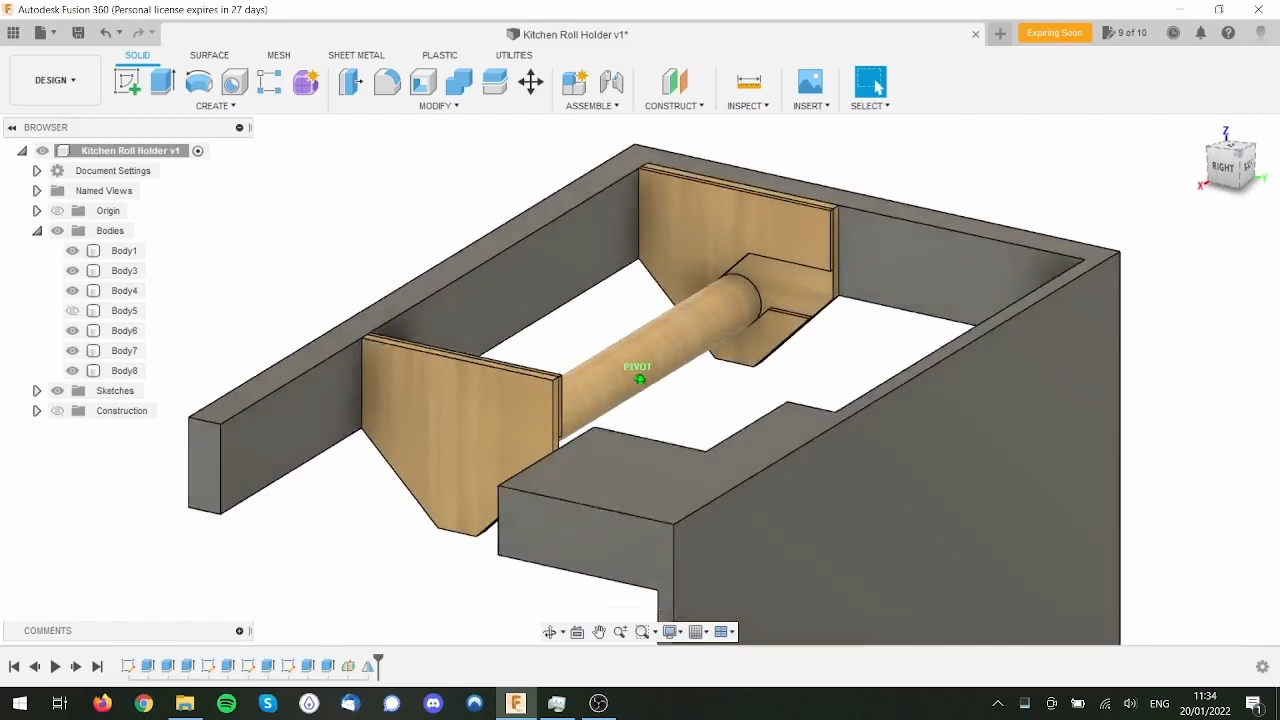 Autodesk Fusion 360 (Personal license expires in 27 days)
Kitchen Roll Holder v1*
Expiring Soon
9 of 10
DESIGN
SOLID
SURFACE
MESH
SHEET METAL
PLASTIC
UTILITIES
CREATE
MODIFY
ASSEMBLE
CONSTRUCT
INSPECT
INSERT
SELECT
BROWSER
Kitchen Roll Holder v1
Document Settings
Named Views
Origin
Bodies
Body1
Body3
Body4
Body5
Body6
Body7
Body8
Sketches
Construction
Z
RIGHT
X
Y
PIVOT
COMMENTS
ENG
11:34
20/01/2022